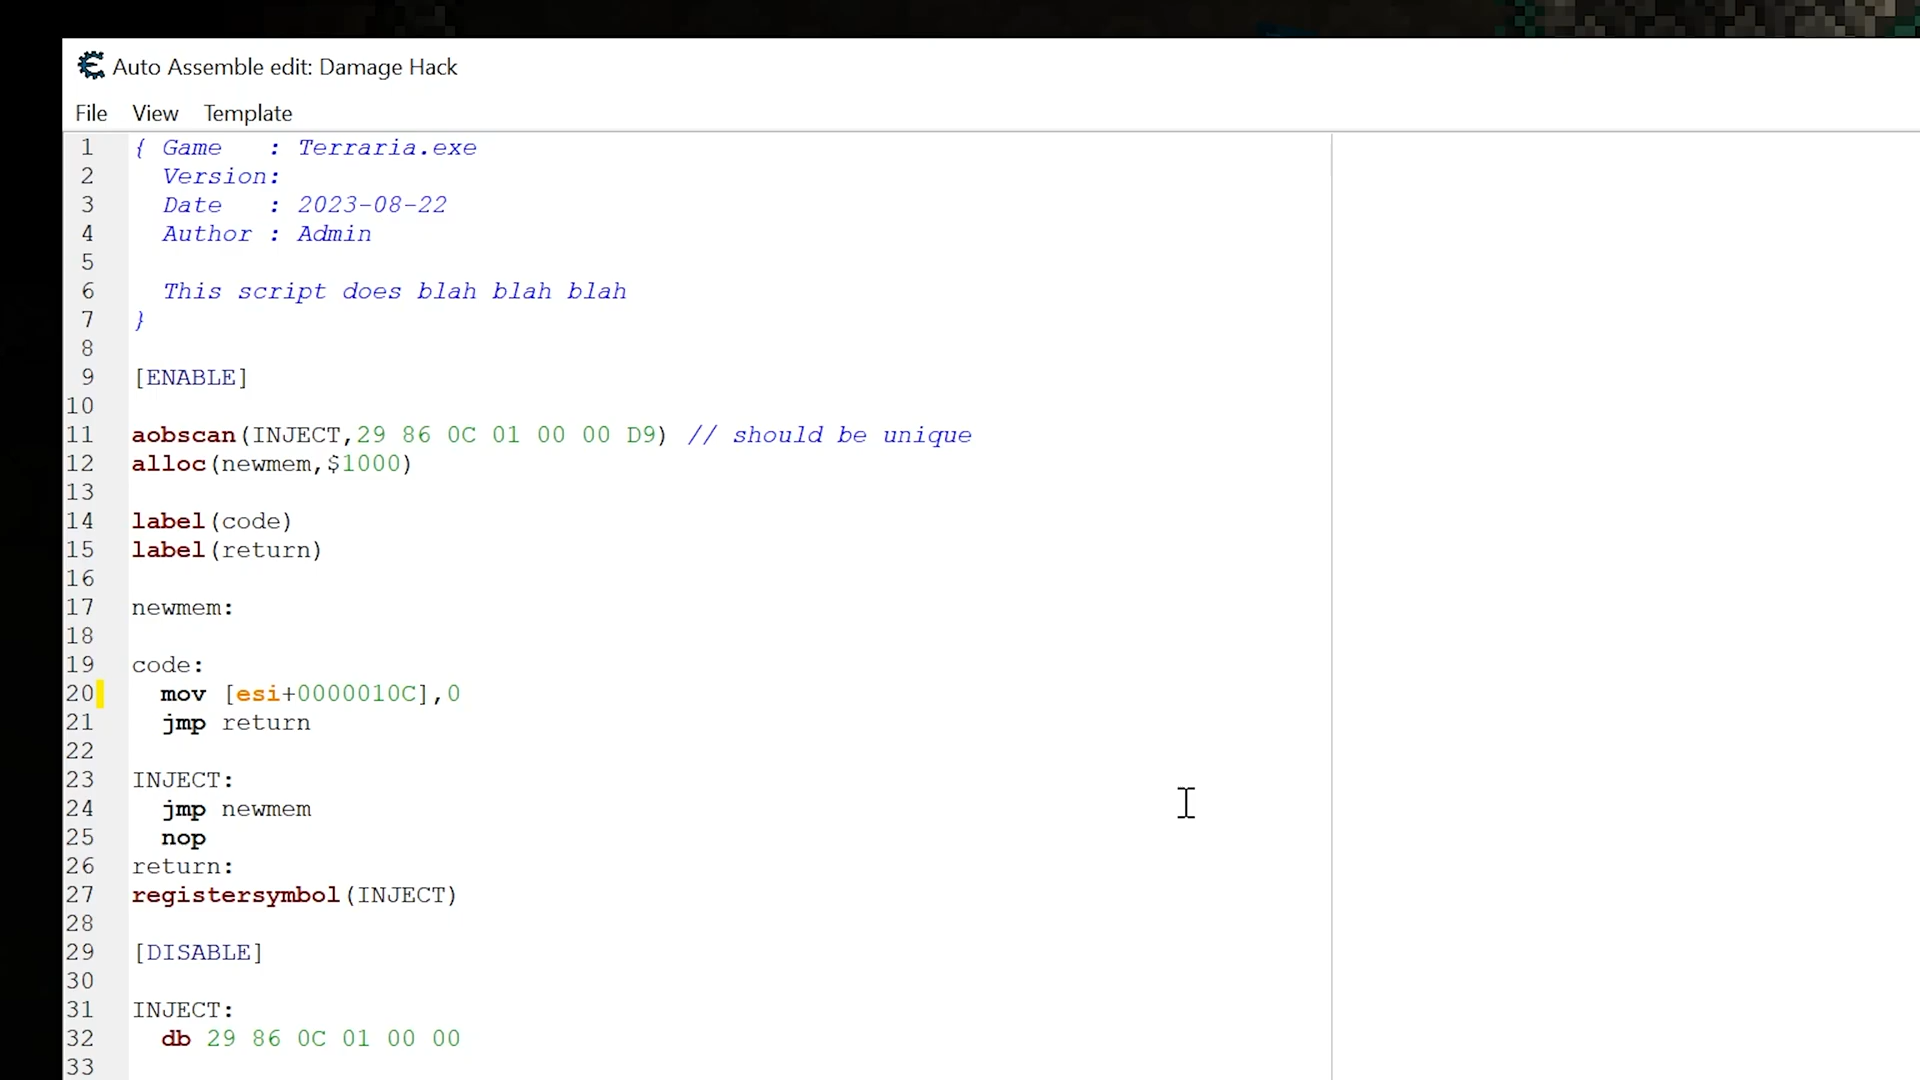 Auto Assemble edit: Damage Hack
File View Template
1 { Game   : Terraria.exe
2   Version:
3   Date   : 2023-08-22
4   Author : Admin
5
6   This script does blah blah blah
7 }
8
9 [ENABLE]
10
11 aobscan(INJECT,29 86 0C 01 00 00 D9) // should be unique
12 alloc(newmem,$1000)
13
14 label(code)
15 label(return)
16
17 newmem:
18
19 code:
20   mov [esi+0000010C],0
21   jmp return
22
23 INJECT:
24   jmp newmem
25   nop
26 return:
27 registersymbol(INJECT)
28
29 [DISABLE]
30
31 INJECT:
32   db 29 86 0C 01 00 00
33